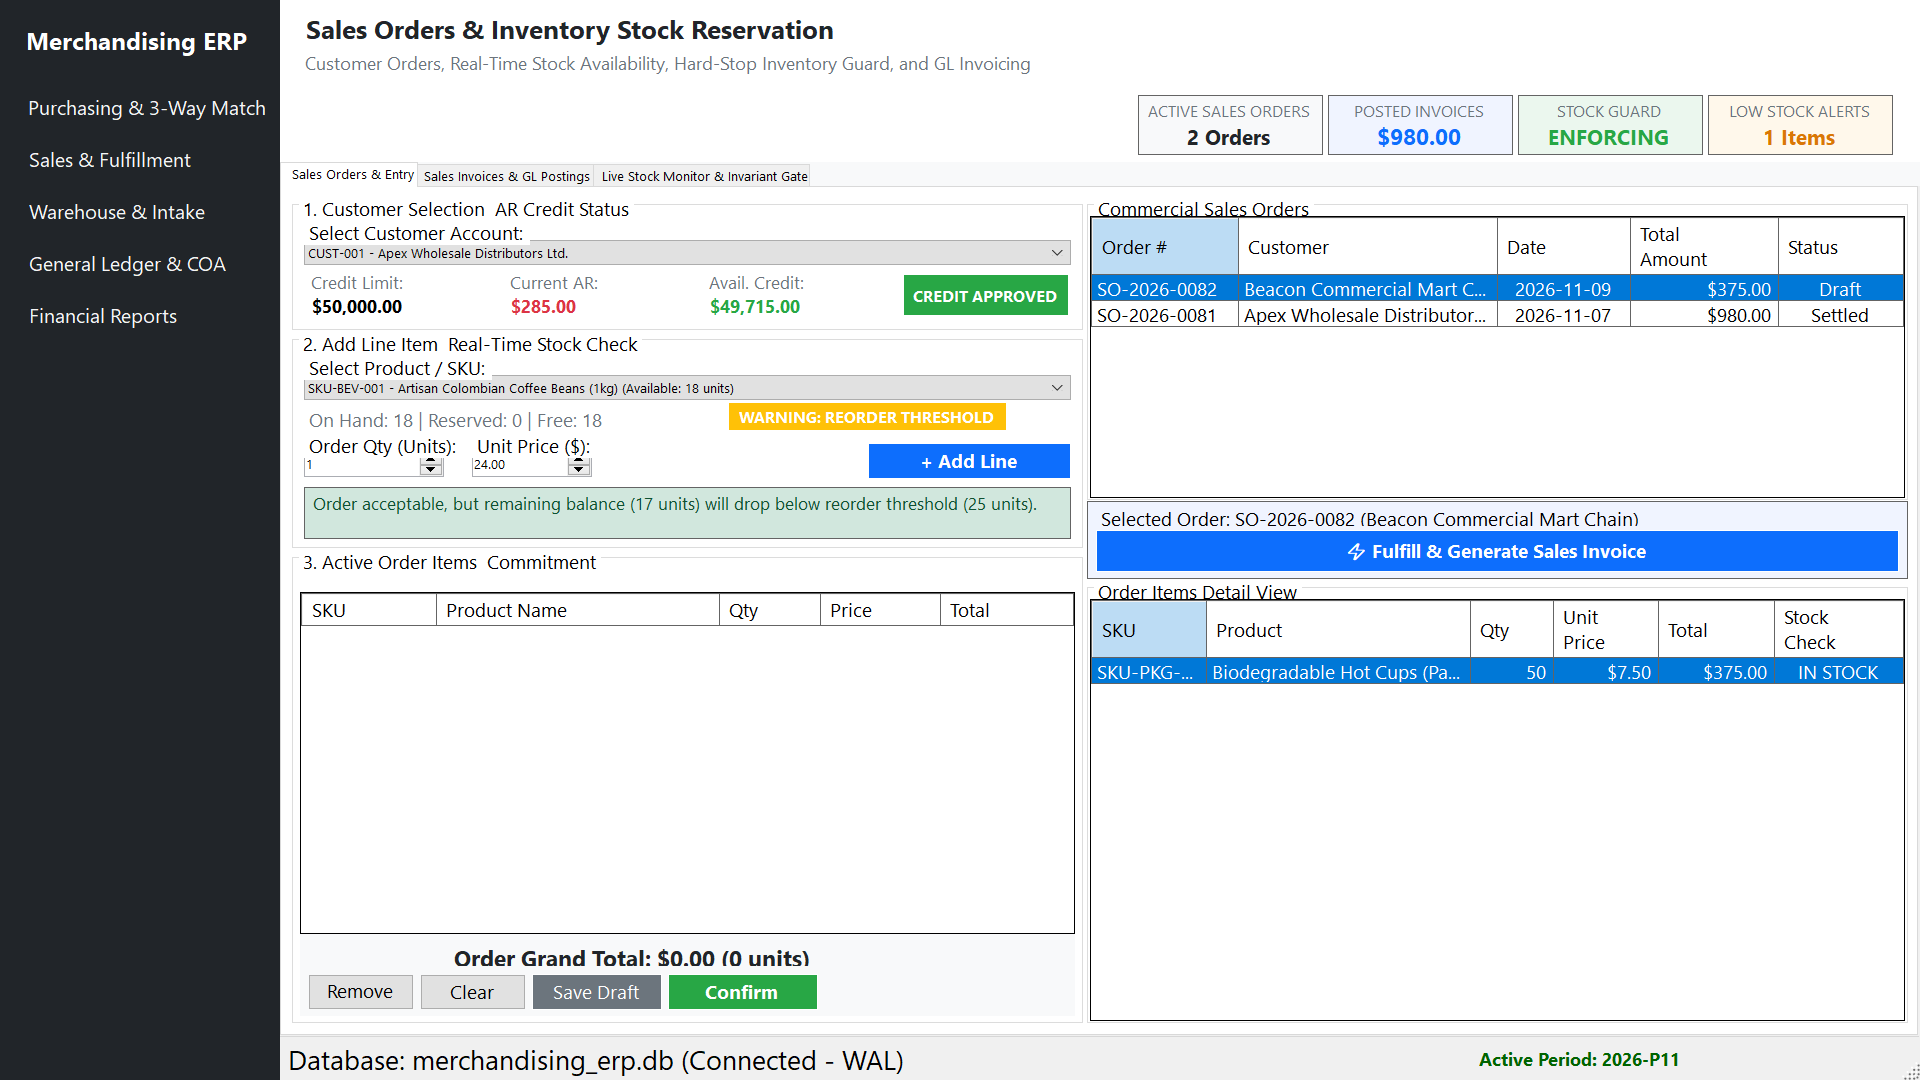 Merchandising ERP
Purchasing & 3-Way Match
Sales & Fulfillment
Warehouse & Intake
General Ledger & COA
Financial Reports
Sales Orders & Inventory Stock Reservation
Customer Orders, Real-Time Stock Availability, Hard-Stop Inventory Guard, and GL Invoicing
ACTIVE SALES ORDERS
2 Orders
POSTED INVOICES
$980.00
STOCK GUARD
ENFORCING
LOW STOCK ALERTS
1 Items
Sales Orders & Entry
Sales Invoices & GL Postings
Live Stock Monitor & Invariant Gate
1. Customer Selection  AR Credit Status
Select Customer Account:
CUST-001 - Apex Wholesale Distributors Ltd.
Credit Limit:
$50,000.00
Current AR:
$285.00
Avail. Credit:
$49,715.00
CREDIT APPROVED
2. Add Line Item  Real-Time Stock Check
Select Product / SKU:
SKU-BEV-001 - Artisan Colombian Coffee Beans (1kg) (Available: 18 units)
On Hand: 18 | Reserved: 0 | Free: 18
WARNING: REORDER THRESHOLD
Order Qty (Units):
1
Unit Price ($):
24.00
+ Add Line
Order acceptable, but remaining balance (17 units) will drop below reorder threshold (25 units).
3. Active Order Items  Commitment
SKU Product Name Qty Price Total
Order Grand Total: $0.00 (0 units)
Remove
Clear
Save Draft
Confirm
Commercial Sales Orders
Order # Customer Date Total Amount Status
SO-2026-0082 Beacon Commercial Mart C... 2026-11-09 $375.00 Draft
SO-2026-0081 Apex Wholesale Distributor... 2026-11-07 $980.00 Settled
Selected Order: SO-2026-0082 (Beacon Commercial Mart Chain)
Fulfill & Generate Sales Invoice
Order Items Detail View
SKU Product Qty Unit Price Total Stock Check
SKU-PKG-... Biodegradable Hot Cups (Pa... 50 $7.50 $375.00 IN STOCK
Database: merchandising_erp.db (Connected - WAL)
Active Period: 2026-P11